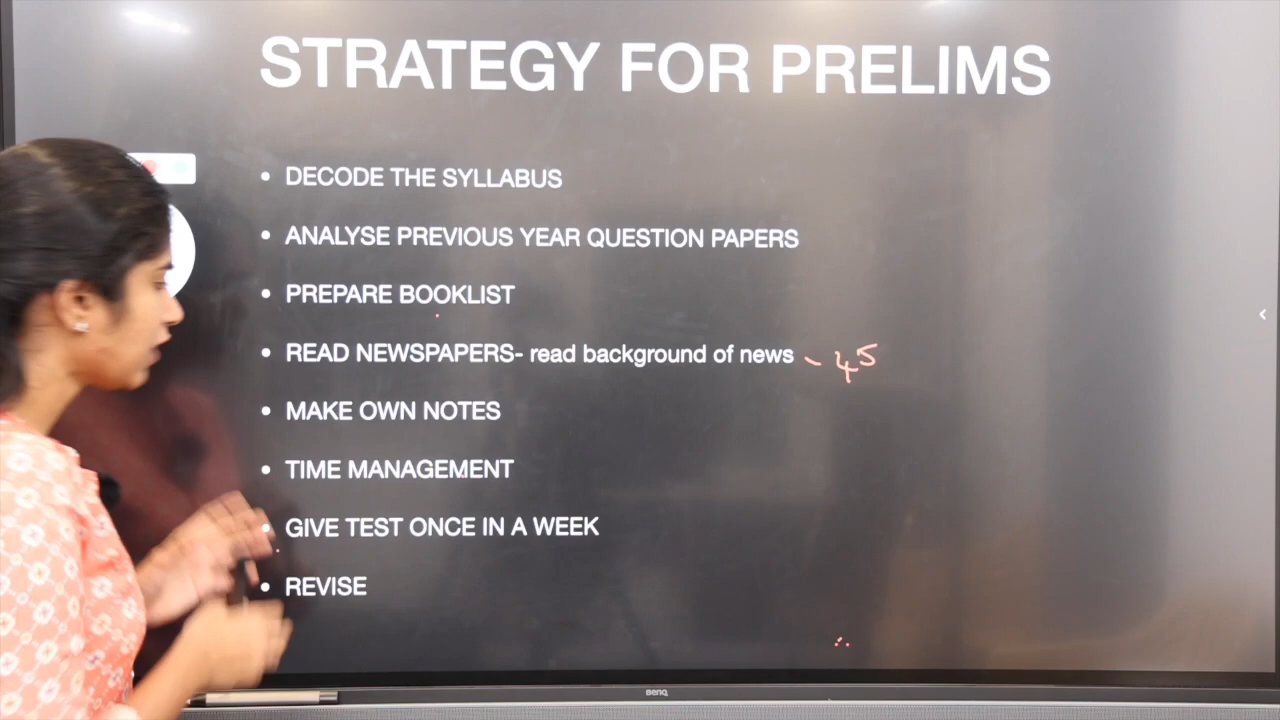 STRATEGY FOR PRELIMS
• DECODE THE SYLLABUS
• ANALYSE PREVIOUS YEAR QUESTION PAPERS
• PREPARE BOOKLIST
• READ NEWSPAPERS- read background of news - 45
• MAKE OWN NOTES
• TIME MANAGEMENT
• GIVE TEST ONCE IN A WEEK
• REVISE
BenQ